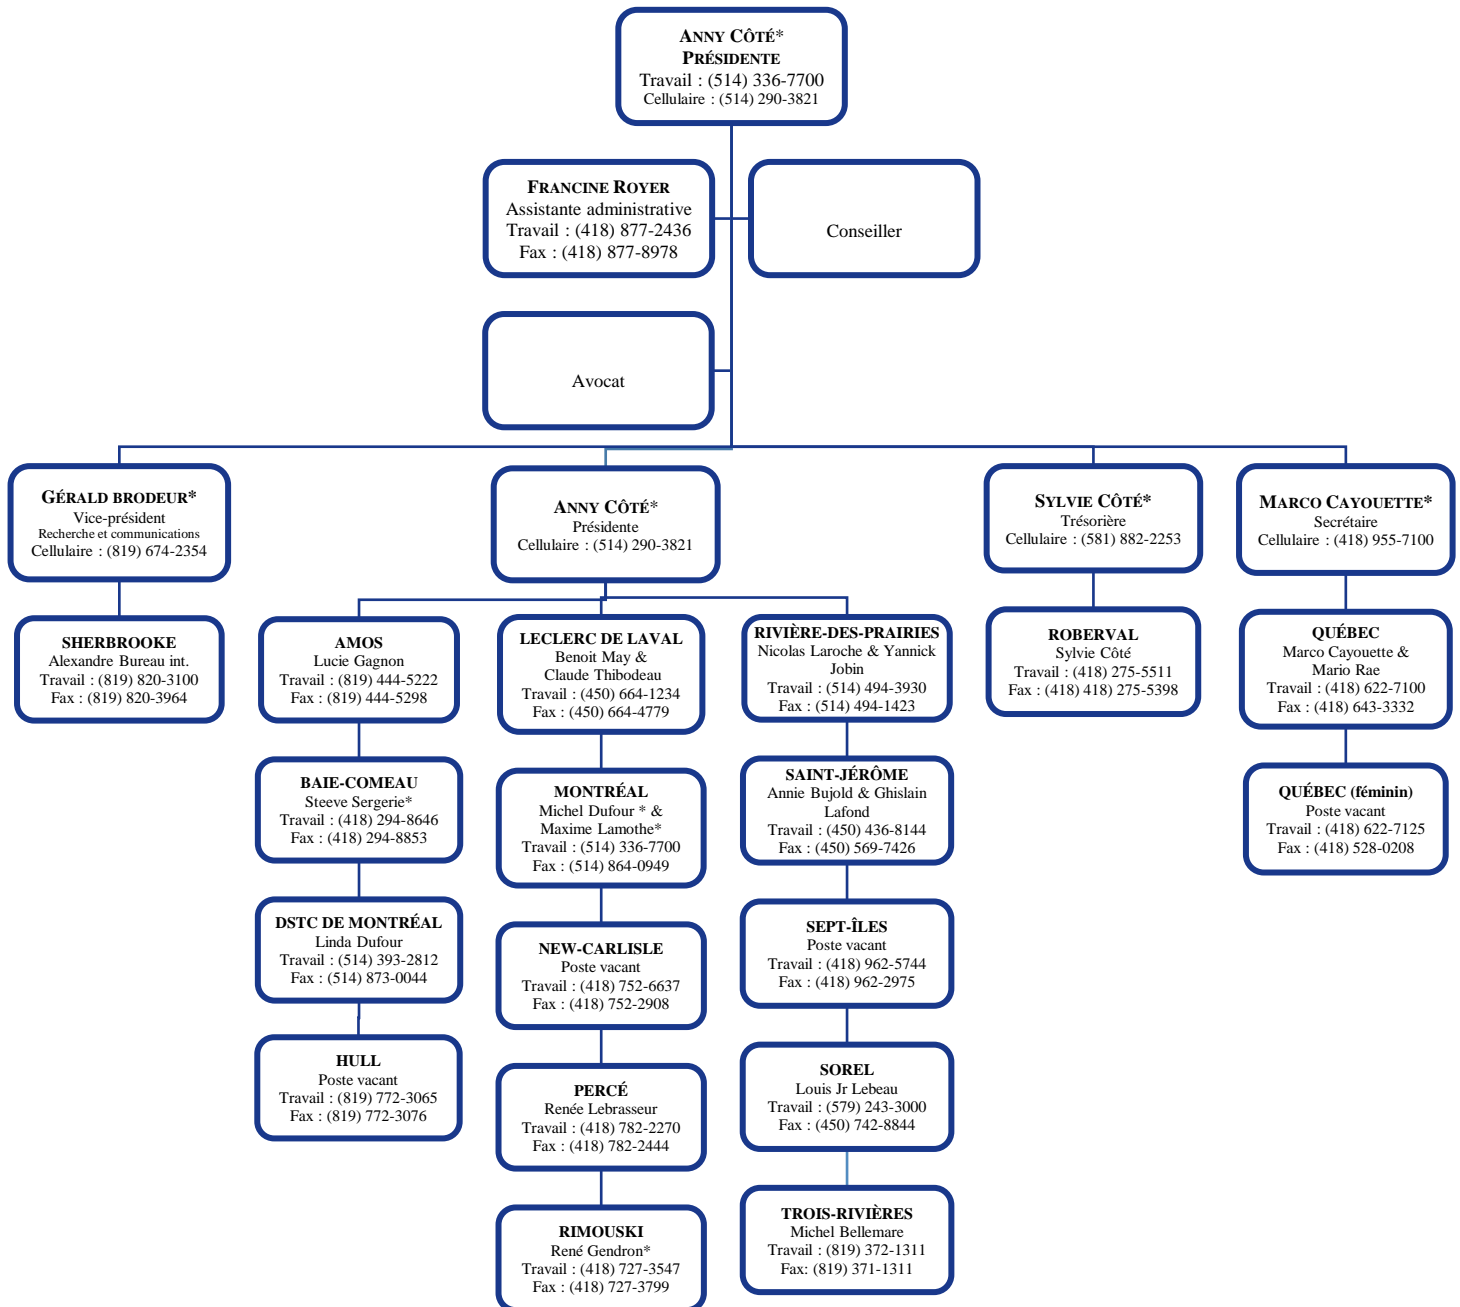 ANNY CÔTÉ*
PRÉSIDENTE
Travail : (514) 336-7700
Cellulaire : (514) 290-3821
FRANCINE ROYER
Assistante administrative
Travail : (418) 877-2436
Fax : (418) 877-8978
Conseiller
Avocat
GÉRALD BRODEUR*
Vice-président
Recherche et communications
Cellulaire : (819) 674-2354
ANNY CÔTÉ*
Présidente
Cellulaire : (514) 290-3821
SYLVIE CÔTÉ*
Trésorière
Cellulaire : (581) 882-2253
MARCO CAYOUETTE*
Secrétaire
Cellulaire : (418) 955-7100
SHERBROOKE
Alexandre Bureau int.
Travail : (819) 820-3100
Fax : (819) 820-3964
AMOS
Lucie Gagnon
Travail : (819) 444-5222
Fax : (819) 444-5298
LECLERC DE LAVAL
Benoit May &
Claude Thibodeau
Travail : (450) 664-1234
Fax : (450) 664-4779
RIVIÈRE-DES-PRAIRIES
Nicolas Laroche & Yannick
Jobin
Travail : (514) 494-3930
Fax : (514) 494-1423
ROBERVAL
Sylvie Côté
Travail : (418) 275-5511
Fax : (418) 418) 275-5398
QUÉBEC
Marco Cayouette &
Mario Rae
Travail : (418) 622-7100
Fax : (418) 643-3332
BAIE-COMEAU
Steeve Sergerie*
Travail : (418) 294-8646
Fax : (418) 294-8853
MONTRÉAL
Michel Dufour * &
Maxime Lamothe*
Travail : (514) 336-7700
Fax : (514) 864-0949
SAINT-JÉRÔME
Annie Bujold & Ghislain
Lafond
Travail : (450) 436-8144
Fax : (450) 569-7426
QUÉBEC (féminin)
Poste vacant
Travail : (418) 622-7125
Fax : (418) 528-0208
DSTC DE MONTRÉAL
Linda Dufour
Travail : (514) 393-2812
Fax : (514) 873-0044
NEW-CARLISLE
Poste vacant
Travail : (418) 752-6637
Fax : (418) 752-2908
SEPT-ÎLES
Poste vacant
Travail : (418) 962-5744
Fax : (418) 962-2975
HULL
Poste vacant
Travail : (819) 772-3065
Fax : (819) 772-3076
PERCÉ
Renée Lebrasseur
Travail : (418) 782-2270
Fax : (418) 782-2444
SOREL
Louis Jr Lebeau
Travail : (579) 243-3000
Fax : (450) 742-8844
RIMOUSKI
René Gendron*
Travail : (418) 727-3547
Fax : (418) 727-3799
TROIS-RIVIÈRES
Michel Bellemare
Travail : (819) 372-1311
Fax: (819) 371-1311